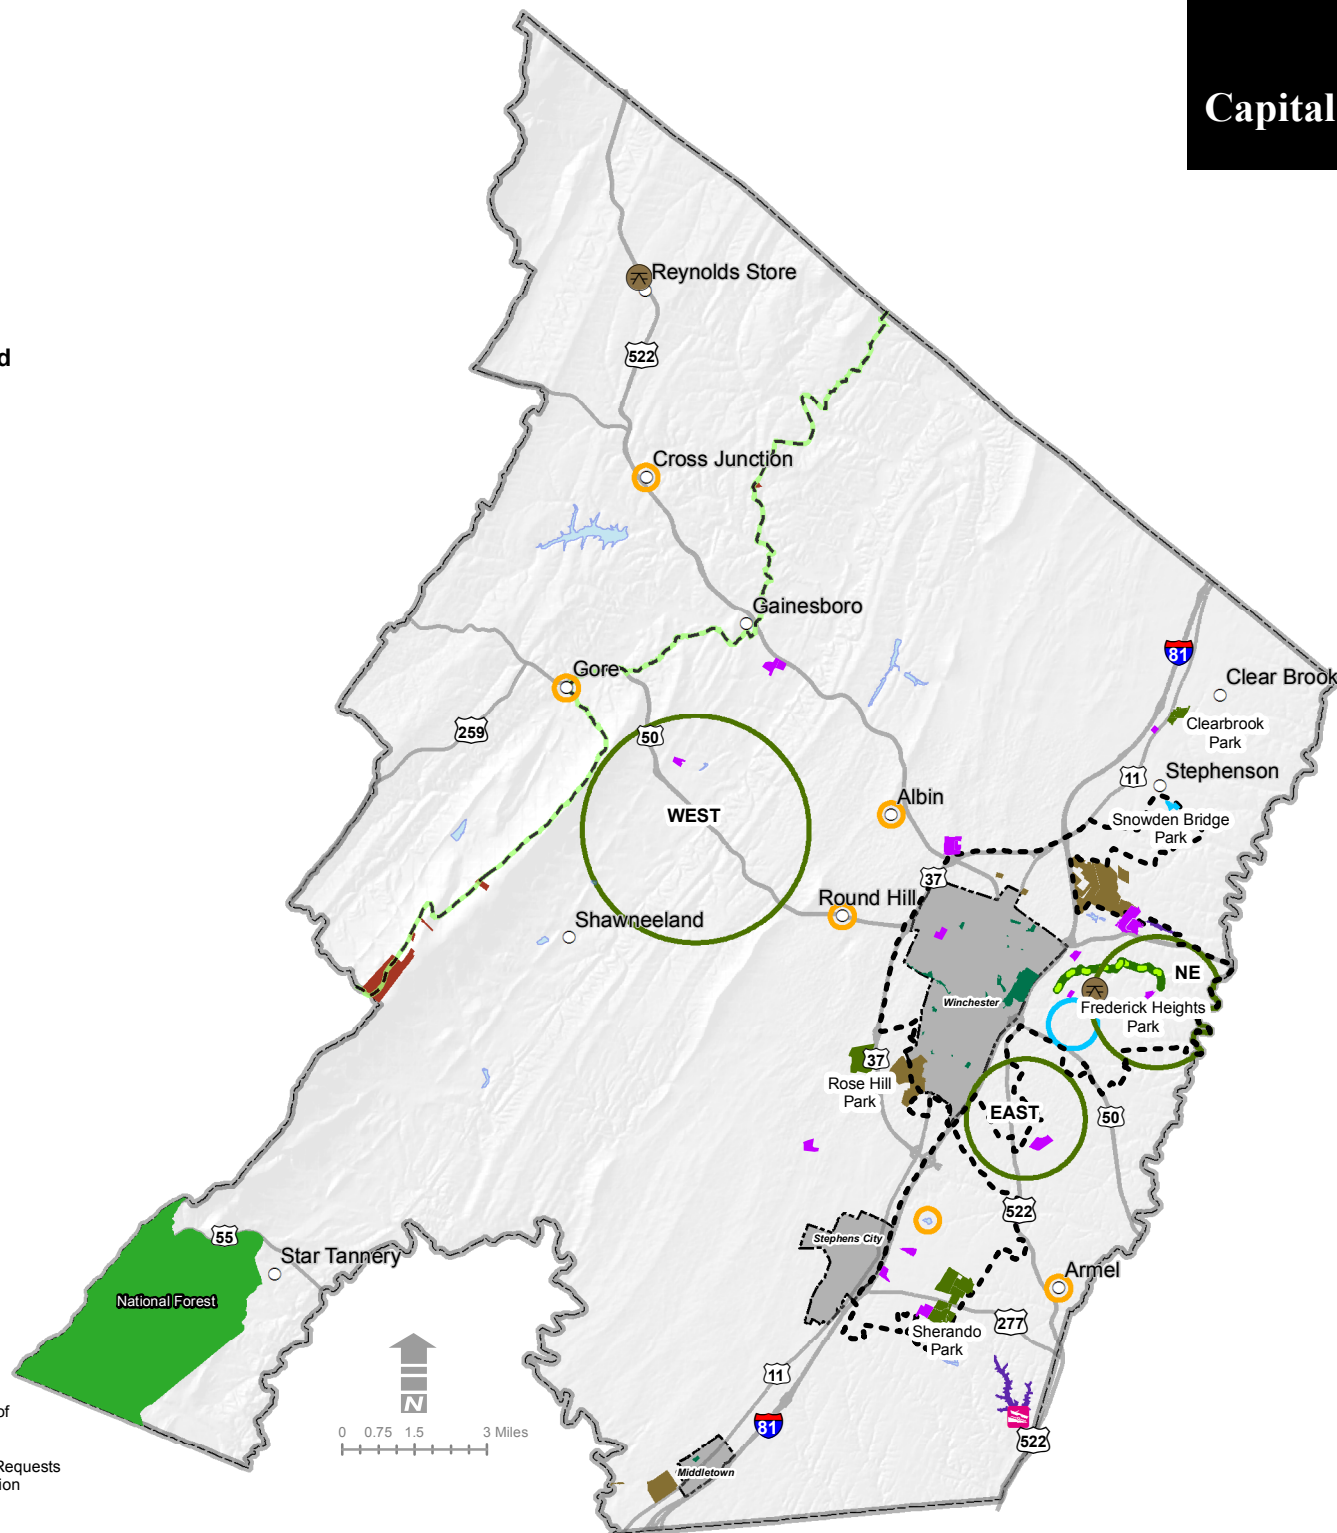 Capital
d
Reynolds Store
522
Cross Junction
Gainesboro
81
Gore
Clear Brook
259
50
Clearbrook
Park
11
Stephenson
Albin
WEST
Snowden Bridge
Park
37
Round Hill
Shawneeland
NE
Winchester
Frederick Heights
Park
37
Rose Hill
Park
EAST
50
522
55
Stephens City
Star Tannery
Armel
National Forest
277
Sherando
Park
N
11
0 0.75 1.5 3 Miles
of
81
522
Requests
ion
Middletown